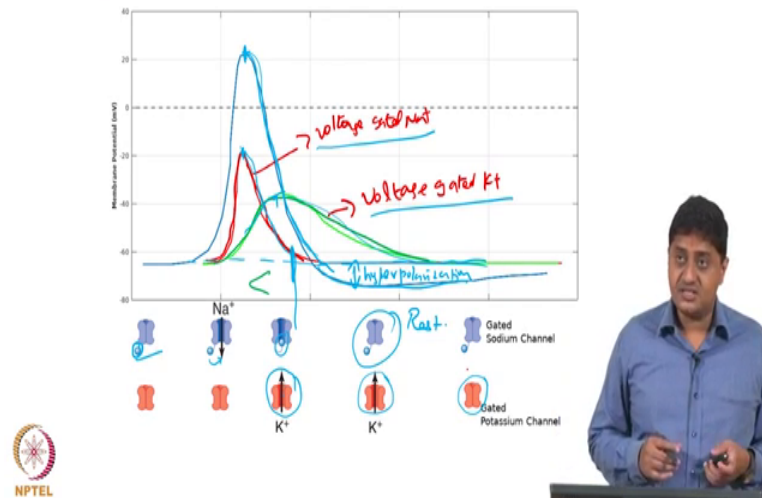 40
20
0
-20
-40
-60
-80
Membrane Potential (mV)
voltage gated Na+
voltage gated K+
hyperpolarization
<
Na+
Rest.
Gated
Sodium Channel
Gated
Potassium Channel
K+
K+
NPTEL